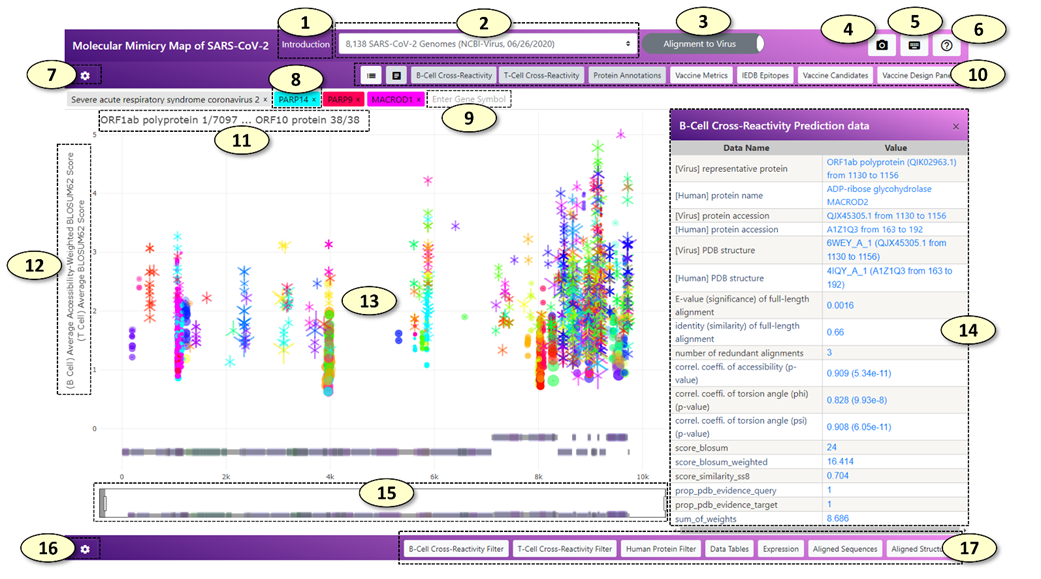 1
2
3
4
5
6
Molecular Mimicry Map of SARS-CoV-2
Introduction
8,138 SARS-CoV-2 Genomes (NCBI-Virus, 06/26/2020)
Alignment to Virus
7
8
B-Cell Cross-Reactivity
T-Cell Cross-Reactivity
Protein Annotations
Vaccine Metrics
IEDB Epitopes
Vaccine Candidates
Vaccine Design Pane
10
Severe acute respiratory syndrome coronavirus 2 ×
PARP14 ×
PARP9 ×
MACROD1 ×
Enter Gene Symbol
9
ORF1ab polyprotein 1/7097 ... ORF10 protein 38/38
11
B-Cell Cross-Reactivity Prediction data ×
Data Name Value
[Virus] representative protein
ORF1ab polyprotein (QIK02963.1)
from 1130 to 1156
[Human] protein name
ADP-ribose glycohydrolase
MACROD2
[Virus] protein accession QJX45305.1 from 1130 to 1156
[Human] protein accession A1Z1Q3 from 163 to 192
[Virus] PDB structure
6WEY_A_1 (QJX45305.1 from
1130 to 1156)
[Human] PDB structure
4IQY_A_1 (A1Z1Q3 from 163 to
192)
E-value (significance) of full-length
alignment
0.0016
identity (similarity) of full-length
alignment
0.66
number of redundant alignments 3
correl. coeffi. of accessibility (p-
value)
0.909 (5.34e-11)
correl. coeffi. of torsion angle (phi)
(p-value)
0.828 (9.93e-8)
correl. coeffi. of torsion angle (psi)
(p-value)
0.908 (6.05e-11)
score_blosum 24
score_blosum_weighted 16.414
score_similarity_ss8 0.704
prop_pdb_evidence_query 1
prop_pdb_evidence_target 1
sum_of_weights 8.686
14
12
(B Cell) Average Accessibility-Weighted BLOSUM62 Score
(T Cell) Average BLOSUM62 Score
5
4
3
2
1
0
13
0 2k 4k 6k 8k 10k
15
16
B-Cell Cross-Reactivity Filter
T-Cell Cross-Reactivity Filter
Human Protein Filter
Data Tables
Expression
Aligned Sequences
Aligned Struct
17